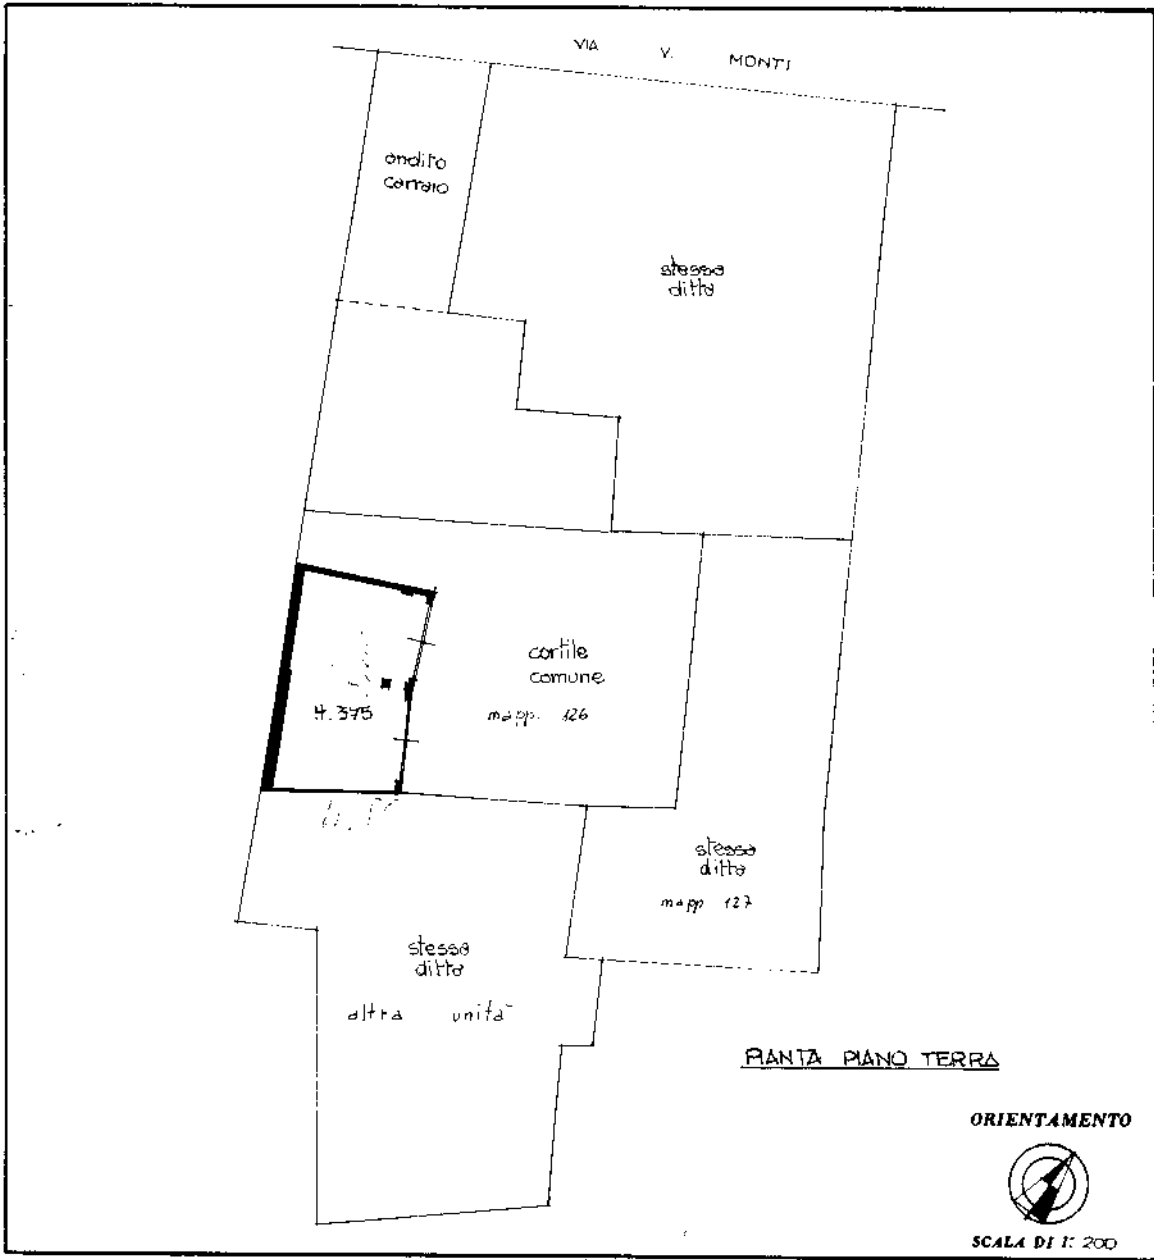 VIA V. MONTI
andito
carraio
stessa
ditta
cortile
comune
mapp. 126
H. 375
stessa
ditta
mapp 127
stessa
ditta
altra unità
PIANTA PIANO TERRA
ORIENTAMENTO
SCALA DI 1: 200